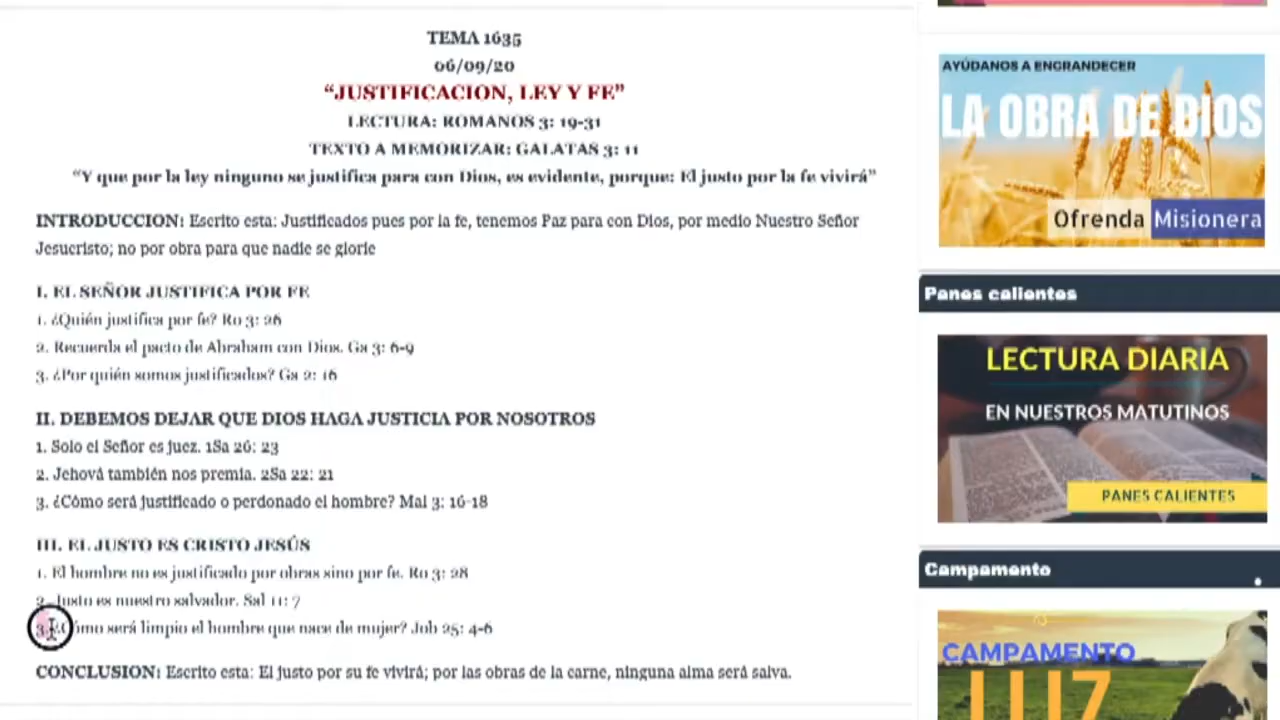 TEMA 1635
06/09/20
“JUSTIFICACION, LEY Y FE”
LECTURA: ROMANOS 3: 19-31
TEXTO A MEMORIZAR: GALATAS 3: 11
“Y que por la ley ninguno se justifica para con Dios, es evidente, porque: El justo por la fe vivirá”
INTRODUCCION: Escrito esta: Justificados pues por la fe, tenemos Paz para con Dios, por medio Nuestro Señor
Jesucristo; no por obra para que nadie se glorie
I. EL SEÑOR JUSTIFICA POR FE
1. ¿Quién justifica por fe? Ro 3: 26
2. Recuerda el pacto de Abraham con Dios. Ga 3: 6-9
3. ¿Por quién somos justificados? Ga 2: 16
II. DEBEMOS DEJAR QUE DIOS HAGA JUSTICIA POR NOSOTROS
1. Solo el Señor es juez. 1Sa 26: 23
2. Jehová también nos premia. 2Sa 22: 21
3. ¿Cómo será justificado o perdonado el hombre? Mal 3: 16-18
III. EL JUSTO ES CRISTO JESÚS
1. El hombre no es justificado por obras sino por fe. Ro 3: 28
2. Justo es nuestro salvador. Sal 11: 7
3. ¿Cómo será limpio el hombre que nace de mujer? Job 25: 4-6
CONCLUSION: Escrito esta: El justo por su fe vivirá; por las obras de la carne, ninguna alma será salva.
AYÚDANOS A ENGRANDECER
LA OBRA DE DIOS
Ofrenda Misionera
Panes calientes
LECTURA DIARIA
EN NUESTROS MATUTINOS
PANES CALIENTES
Campamento
CAMPAMENTO
LUZ